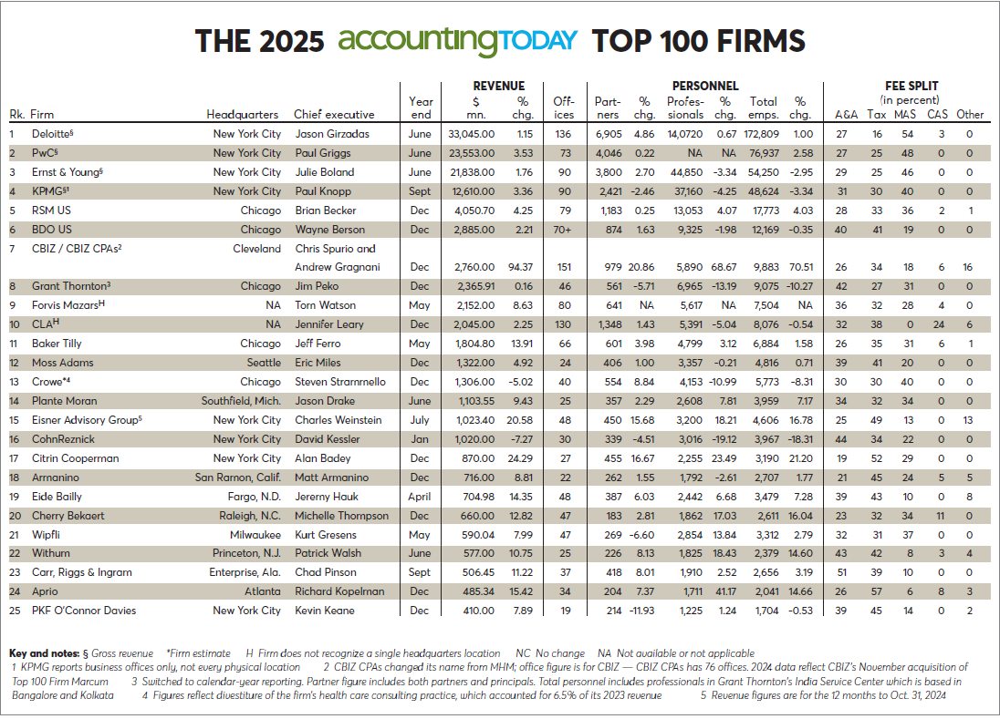 THE 2025 accountingTODAY TOP 100 FIRMS
REVENUE PERSONNEL FEE SPLIT
Year $ % Off- Part- % Profes- % Total % (in percent)
Rk. Firm Headquarters Chief executive end mn. chg. ices ners chg. sionals chg. emps. chg. A&A Tax MAS CAS Other
1 Deloitte§ New York City Jason Girzadas June 33,045.00 1.15 136 6,905 4.86 14,0720 0.67 172,809 1.00 27 16 54 3 0
2 PwC§ New York City Paul Griggs June 23,553.00 3.53 73 4,046 0.22 NA NA 76,937 2.58 27 25 48 0 0
3 Ernst & Young§ New York City Julie Boland June 21,838.00 1.76 90 3,800 2.70 44,850 -3.34 54,250 -2.95 29 25 46 0 0
4 KPMG§1 New York City Paul Knopp Sept 12,610.00 3.36 90 2,421 -2.46 37,160 -4.25 48,624 -3.34 31 30 40 0 0
5 RSM US Chicago Brian Becker Dec 4,050.70 4.25 79 1,183 0.25 13,053 4.07 17,773 4.03 28 33 36 2 1
6 BDO US Chicago Wayne Berson Dec 2,885.00 2.21 70+ 874 1.63 9,325 -1.98 12,169 -0.35 40 41 19 0 0
7 CBIZ / CBIZ CPAs2 Cleveland Chris Spurio and
Andrew Gragnani Dec 2,760.00 94.37 151 979 20.86 5,890 68.67 9,883 70.51 26 34 18 6 16
8 Grant Thornton3 Chicago Jim Peko Dec 2,365.91 0.16 46 561 -5.71 6,965 -13.19 9,075 -10.27 42 27 31 0 0
9 Forvis MazarsH NA Torn Watson May 2,152.00 8.63 80 641 NA 5,617 NA 7,504 NA 36 32 28 4 0
10 CLAH NA Jennifer Leary Dec 2,045.00 2.25 130 1,348 1.43 5,391 -5.04 8,076 -0.54 32 38 0 24 6
11 Baker Tilly Chicago Jeff Ferro May 1,804.80 13.91 66 601 3.98 4,799 3.12 6,884 1.58 26 35 31 6 1
12 Moss Adams Seattle Eric Miles Dec 1,322.00 4.92 24 406 1.00 3,357 -0.21 4,816 0.71 39 41 20 0 0
13 Crowe*4 Chicago Steven Strarnmello Dec 1,306.00 -5.02 40 554 8.84 4,153 -10.99 5,773 -8.31 30 30 40 0 0
14 Plante Moran Southfield, Mich. Jason Drake June 1,103.55 9.43 25 357 2.29 2,608 7.81 3,959 7.17 34 32 34 0 0
15 Eisner Advisory Group5 New York City Charles Weinstein July 1,023.40 20.58 48 450 15.68 3,200 18.21 4,606 16.78 25 49 13 0 13
16 CohnReznick New York City David Kessler Jan 1,020.00 -7.27 30 339 -4.51 3,016 -19.12 3,967 -18.31 44 34 22 0 0
17 Citrin Cooperman New York City Alan Badey Dec 870.00 24.29 27 455 16.67 2,255 23.49 3,190 21.20 19 52 29 0 0
18 Arrnanino San Rarnon, Calif. Matt Armanino Dec 716.00 8.81 22 262 1.55 1,792 -2.61 2,707 1.77 21 45 24 5 5
19 Eide Bailly Fargo, N.D. Jererny Hauk April 704.98 14.35 48 387 6.03 2,442 6.68 3,479 7.28 39 43 10 0 8
20 Cherry Bekaert Raleigh, N.C. Michelle Thompson Dec 660.00 12.82 47 183 2.81 1,862 17.03 2,611 16.04 23 32 34 11 0
21 Wipfli Milwaukee Kurt Gresens May 590.04 7.99 47 269 -6.60 2,854 13.84 3,312 2.79 32 31 37 0 0
22 Withum Princeton, N.J. Patrick Walsh June 577.00 10.75 25 226 8.13 1,825 18.43 2,379 14.60 43 42 8 3 4
23 Carr, Riggs & Ingram Enterprise, Ala. Chad Pinson Sept 506.45 11.22 37 418 8.01 1,910 2.52 2,656 3.19 51 39 10 0 0
24 Aprio Atlanta Richard Kopelman Dec 485.34 15.42 34 204 7.37 1,711 41.17 2,041 14.66 26 57 6 8 3
25 PKF O'Connor Davies New York City Kevin Keane Dec 410.00 7.89 19 214 -11.93 1,225 1.24 1,704 -0.53 39 45 14 0 2
Key and notes: § Gross revenue *Firm estimate H Firm does not recognize a single headquarters location NC No change NA Not available or not applicable
1 KPMG reports business offices only, not every physical location 2 CBIZ CPAs changed its name from MHM; office figure is for CBIZ — CBIZ CPAs has 76 offices. 2024 data reflect CBIZ's November acquisition of
Top 100 Firm Marcum 3 Switched to calendar-year reporting. Partner figure includes both partners and principals. Total personnel includes professionals in Grant Thornton's India Service Center which is based in
Bangalore and Kolkata 4 Figures reflect divestiture of the firm's health care consulting practice, which accounted for 6.5% of its 2023 revenue 5 Revenue figures are for the 12 months to Oct. 31, 2024